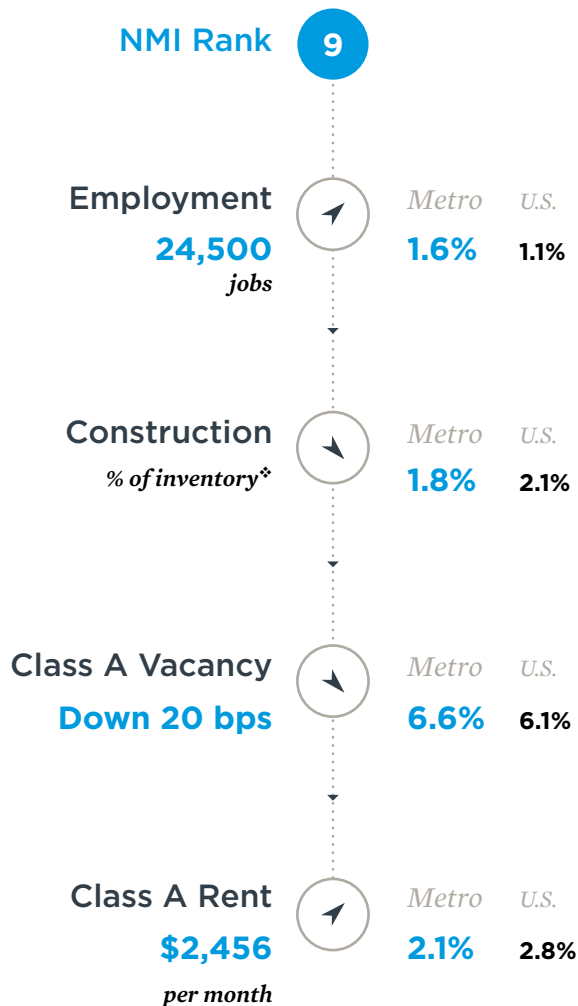 NMI Rank 9
Employment Metro U.S.
24,500 1.6% 1.1%
jobs
Construction Metro U.S.
% of inventory❖ 1.8% 2.1%
Class A Vacancy Metro U.S.
Down 20 bps 6.6% 6.1%
Class A Rent Metro U.S.
$2,456 2.1% 2.8%
per month